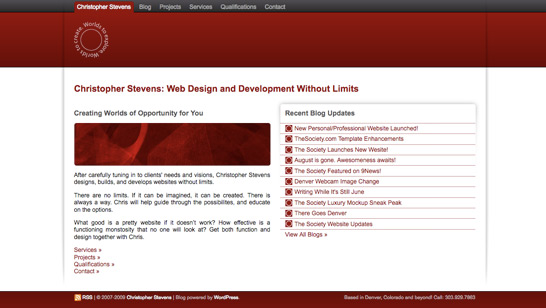 Christopher Stevens Blog Projects Services Qualifications Contact
Worlds to explore. Worlds to create.
Christopher Stevens: Web Design and Development Without Limits
Creating Worlds of Opportunity for You
After carefully tuning in to clients' needs and visions, Christopher Stevens
designs, builds, and develops websites without limits.
There are no limits. If it can be imagined, it can be created. There is
always a way. Chris will help guide through the possibilites, and educate
on the options.
What good is a pretty website if it doesn't work? How effective is a
functioning monstosity that no one will look at? Get both function and
design together with Chris.
Services »
Projects »
Qualifications »
Contact »
Recent Blog Updates
New Personal/Professional Website Launched!
TheSociety.com Template Enhancements
The Society Launches New Wesite!
August is gone. Awesomeness awaits!
The Society Featured on 9News!
Denver Webcam Image Change
Writing While It's Still June
The Society Luxury Mockup Sneak Peak
There Goes Denver
The Society Website Updates
View All Blogs »
RSS | © 2007-2009 Christopher Stevens | Blog powered by WordPress.
Based in Denver, Colorado and beyond! Call: 303.929.7863